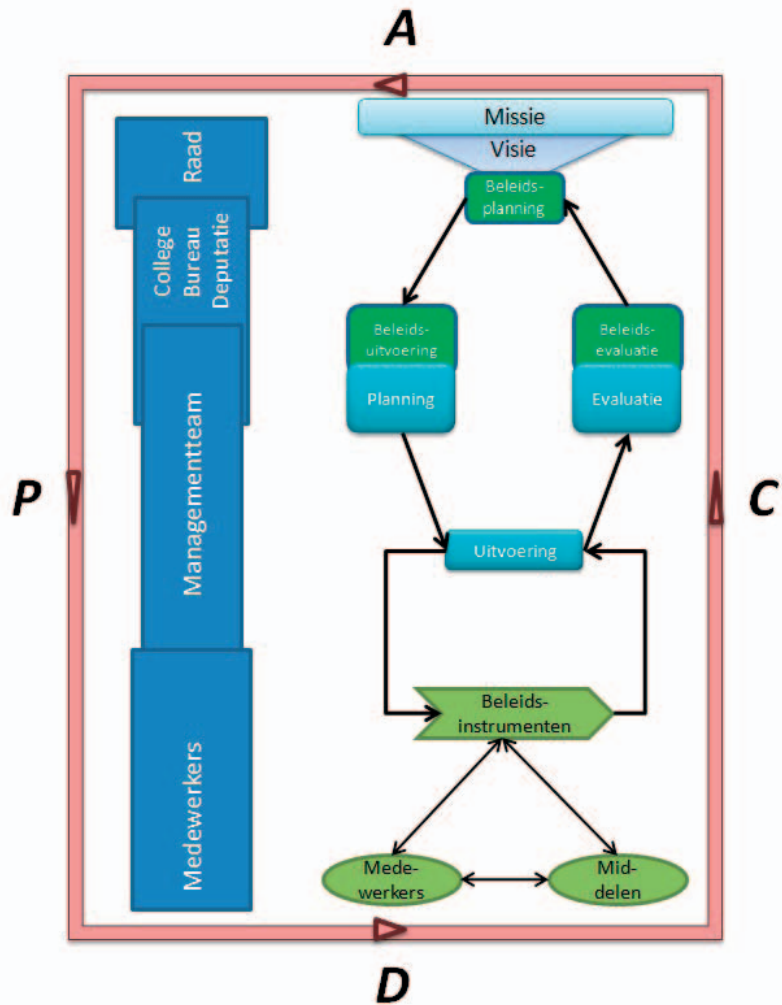 A
Missie
Visie
Raad
College
Bureau
Deputatie
Managementteam
Medewerkers
Beleids-
planning
Beleids-
uitvoering
Planning
Beleids-
evaluatie
Evaluatie
P
C
Uitvoering
Beleids-
instrumenten
Mede-
werkers
Mid-
delen
D